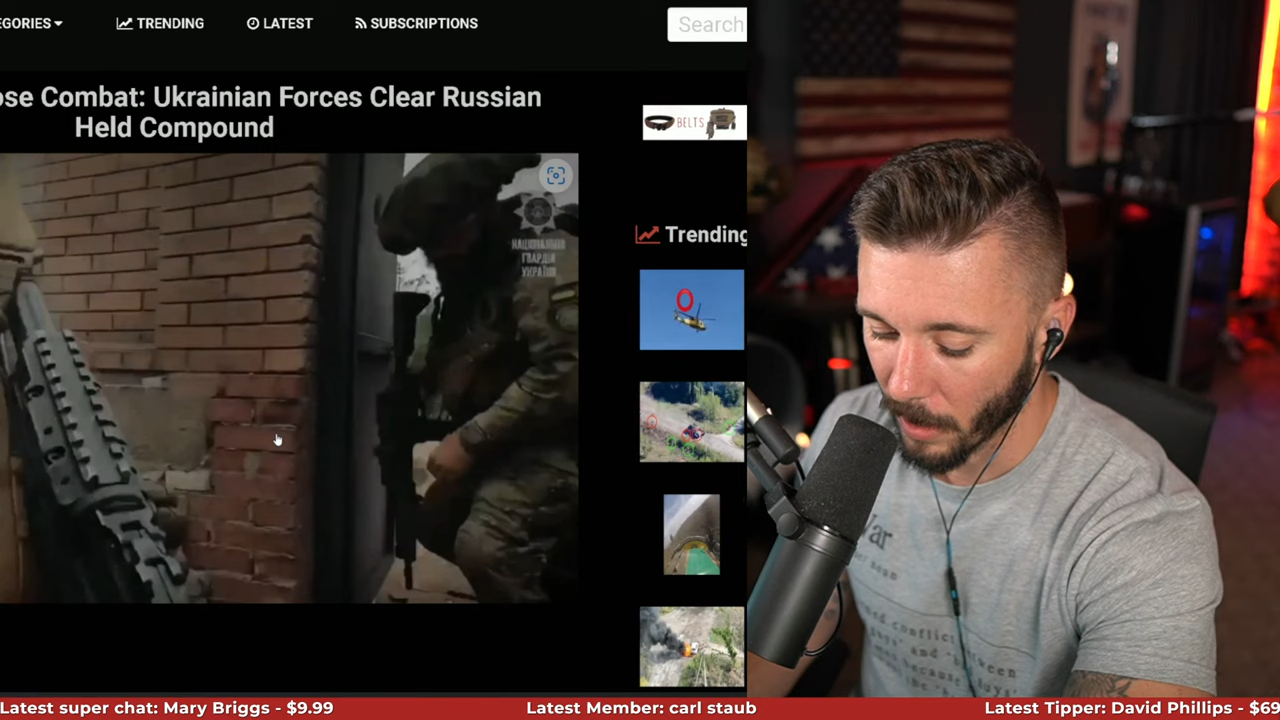 EGORIES
TRENDING
LATEST
SUBSCRIPTIONS
Search
ose Combat: Ukrainian Forces Clear Russian
Held Compound
BELTS
НАЦІОНАЛЬНА
ГВАРДІЯ
УКРАЇНИ
Trending
War
Latest super chat: Mary Briggs - $9.99
Latest Member: carl staub
Latest Tipper: David Phillips - $69